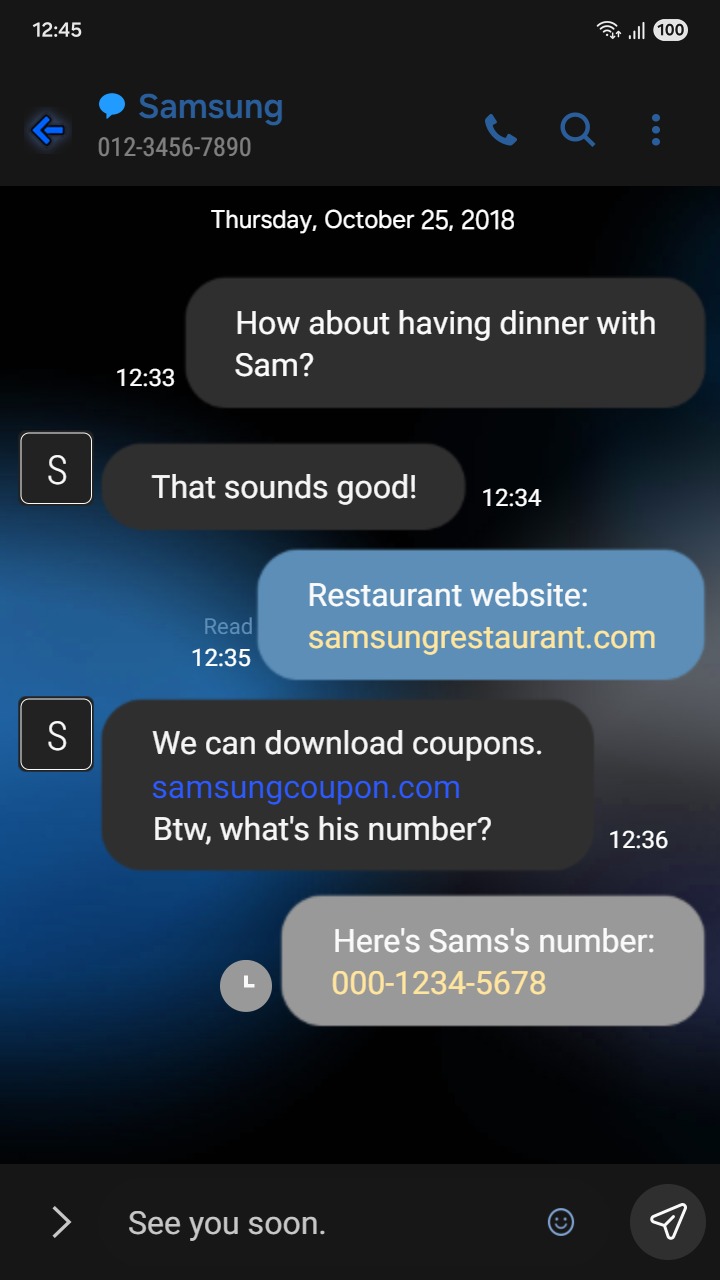 12:45
100
Samsung
012-3456-7890
Thursday, October 25, 2018
How about having dinner with
Sam?
12:33
S
That sounds good!
12:34
Restaurant website:
samsungrestaurant.com
Read
12:35
S
We can download coupons.
samsungcoupon.com
Btw, what's his number?
12:36
Here's Sams's number:
000-1234-5678
See you soon.